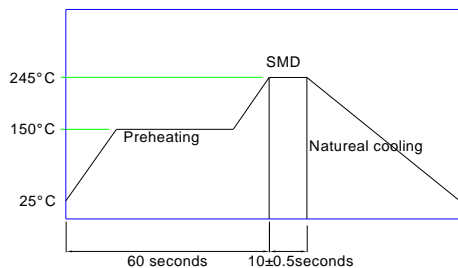 SMD
245°C
150°C
Preheating
Natureal cooling
25°C
60 seconds
10±0.5seconds